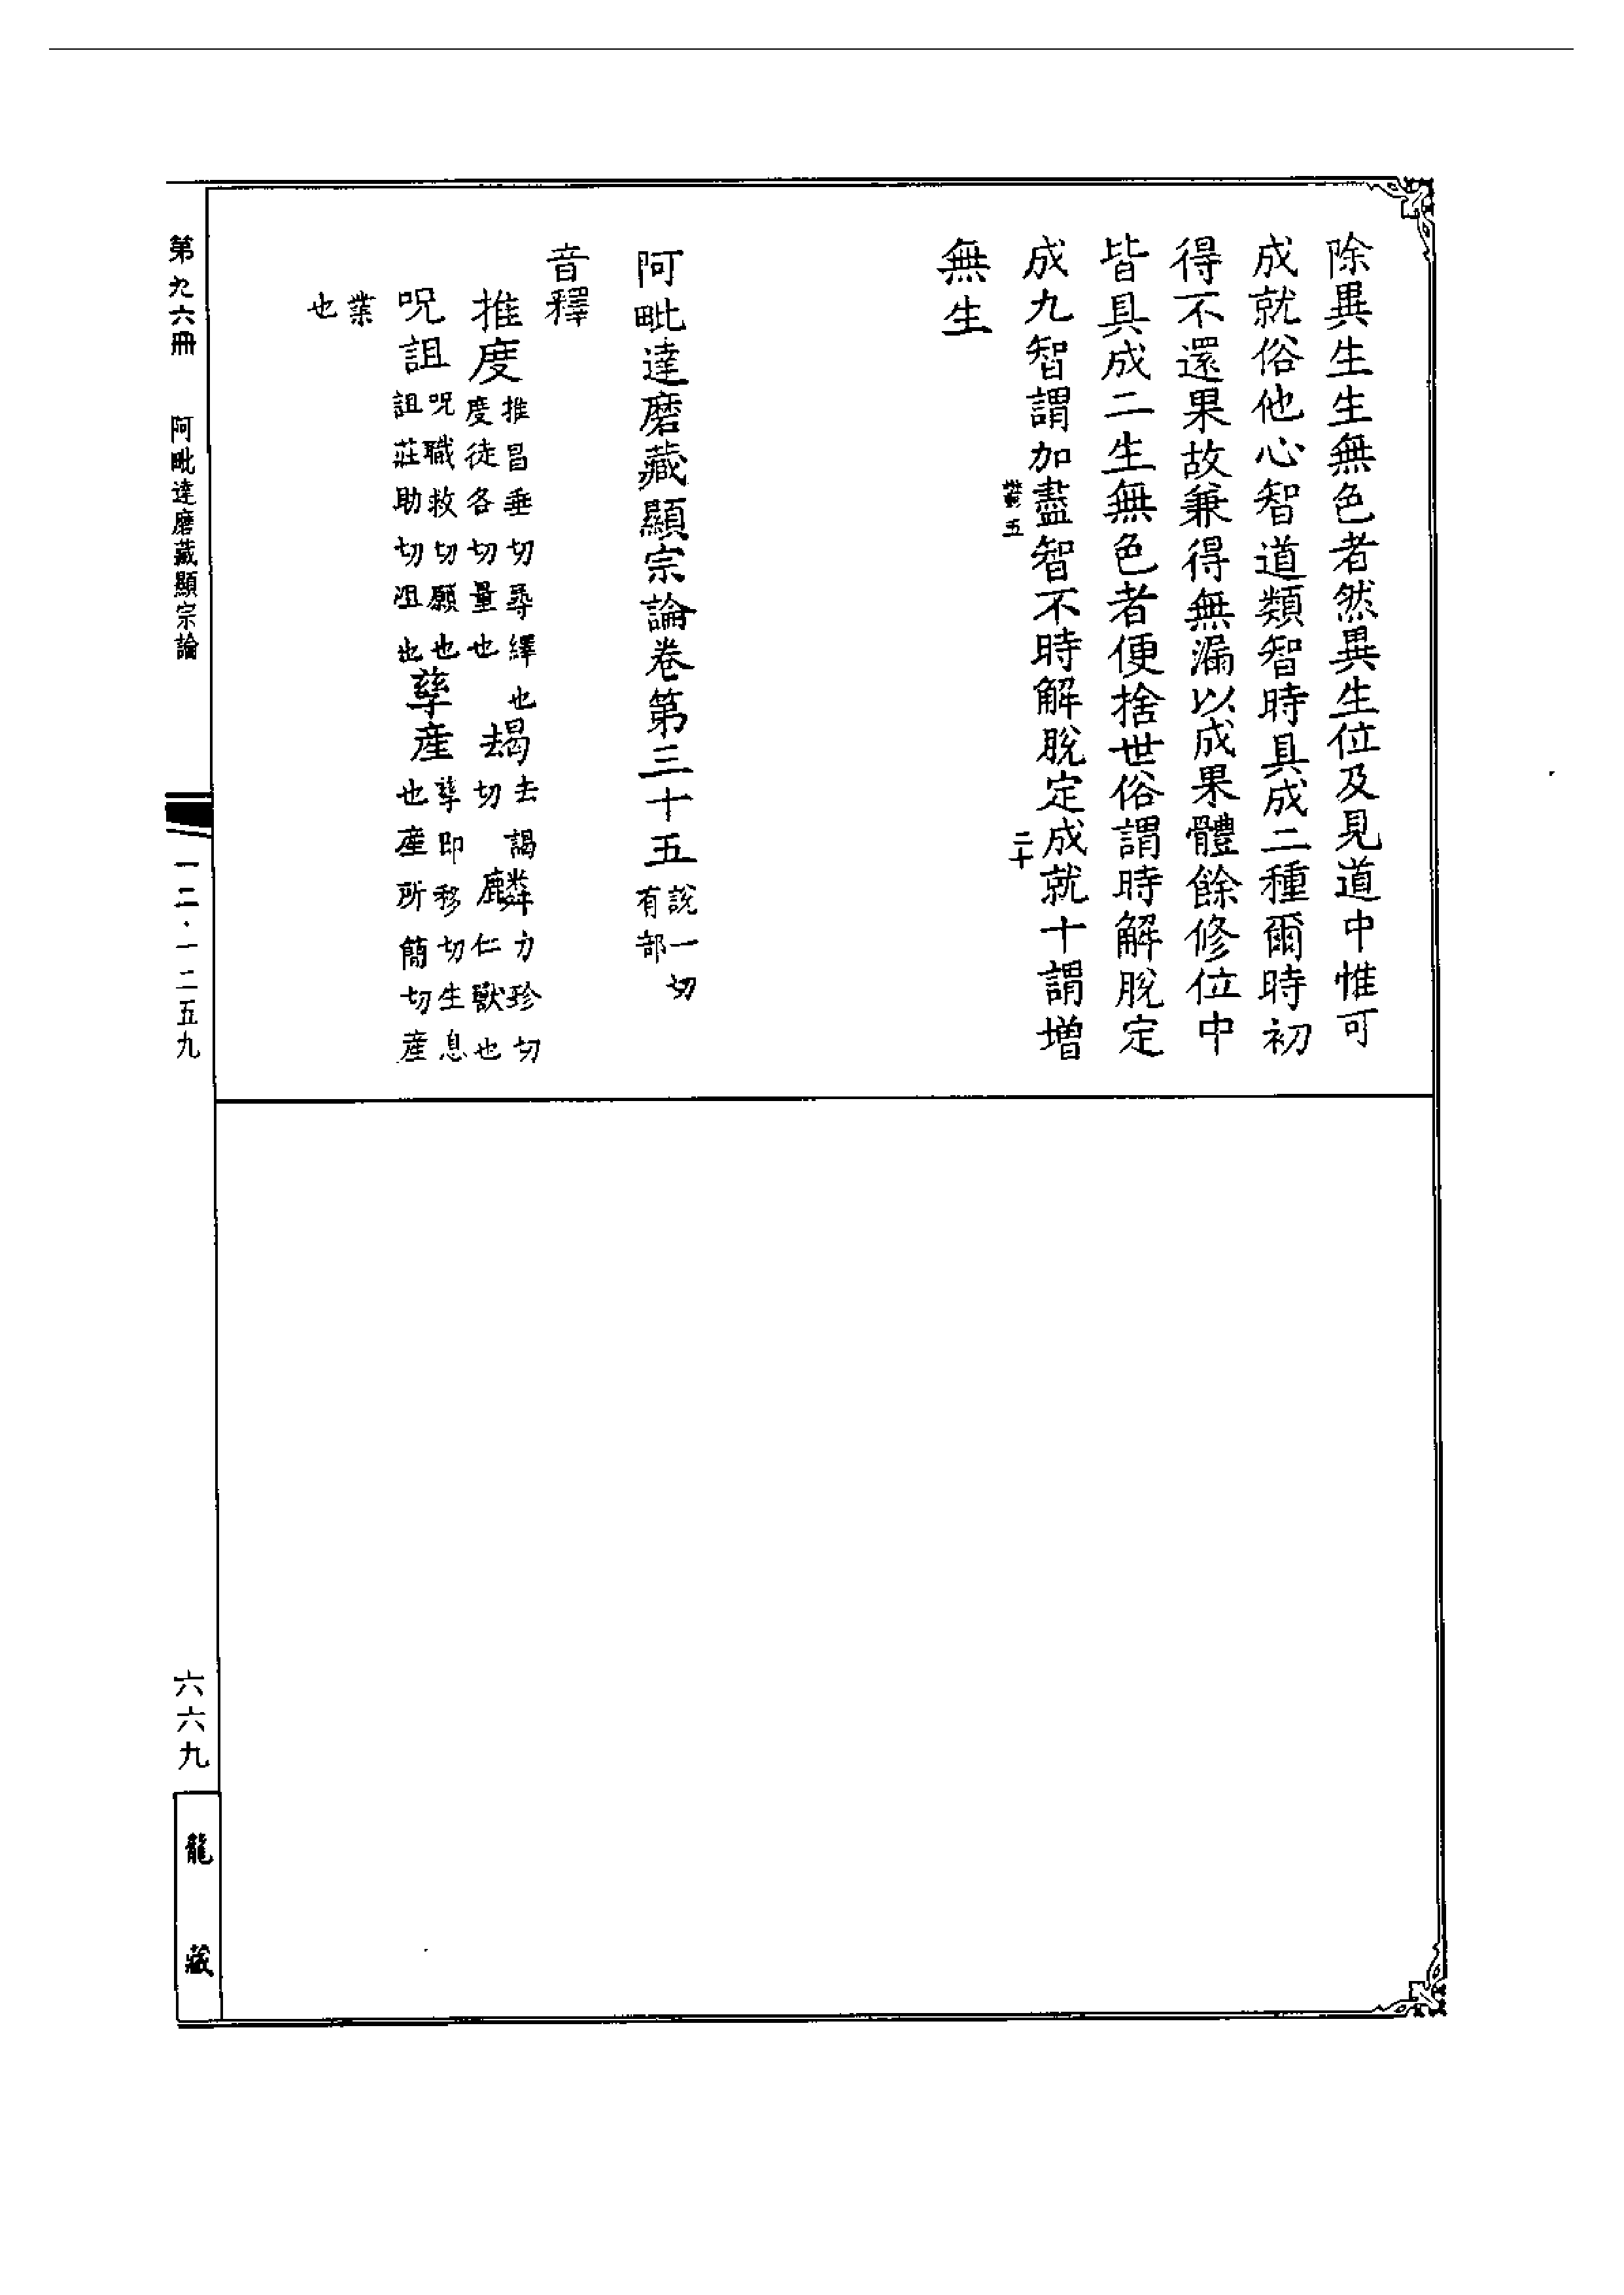 除異生生無色者然異生位及見道中惟可
成就俗他心智道類智時具成二種爾時初
得不還果故兼得無漏以成果體餘修位中
皆具成二生無色者便捨世俗謂時解脫定
成九智謂加盡智不時解脫定成就十謂增
五
二十
無生
阿毗達磨藏顯宗論卷第三十五
說一切
有部
音釋
推度
推昌垂切尋繹也
度徒各切量也
朅
去謁
切
麟
力珍切
仁獸也
呪詛
呪職救切願也
詛莊助切咀也
孳産
孳即移切生息
也産所簡切産
業
也
第九六冊 阿毗達磨藏顯宗論
一二·一二五九
六六九
龍藏